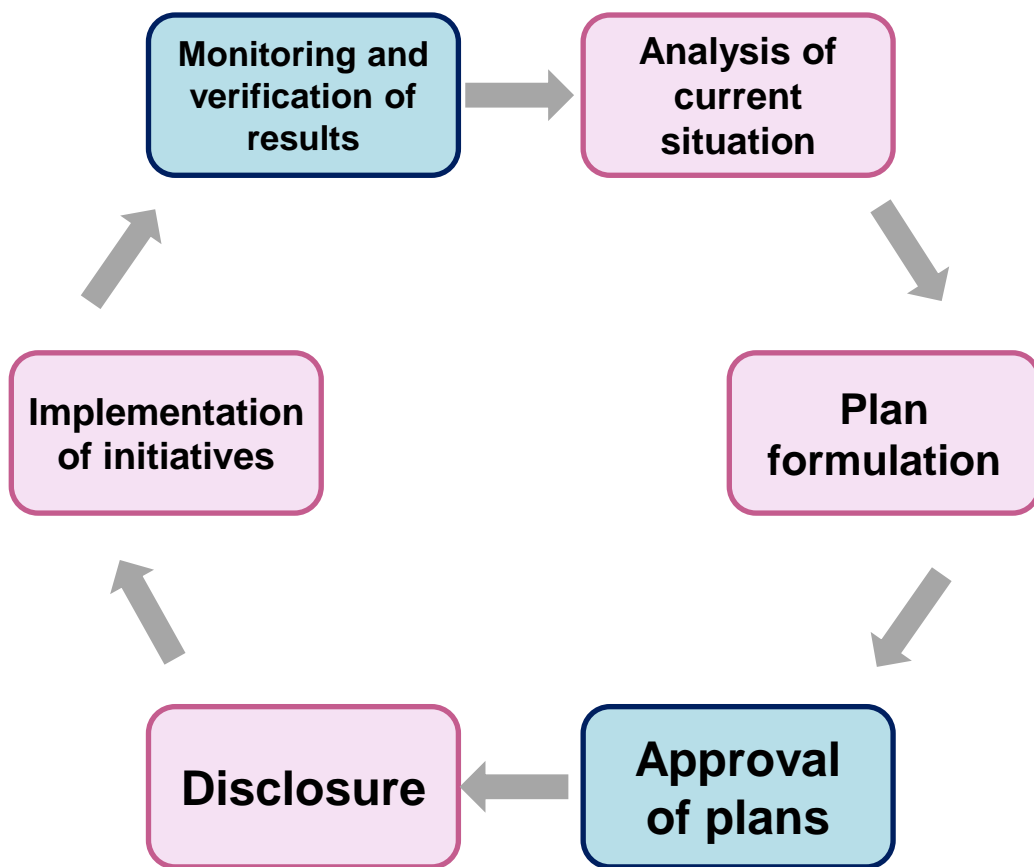 Monitoring and
verification of
results
Analysis of
current
situation
Plan
formulation
Approval
of plans
Disclosure
Implementation
of initiatives